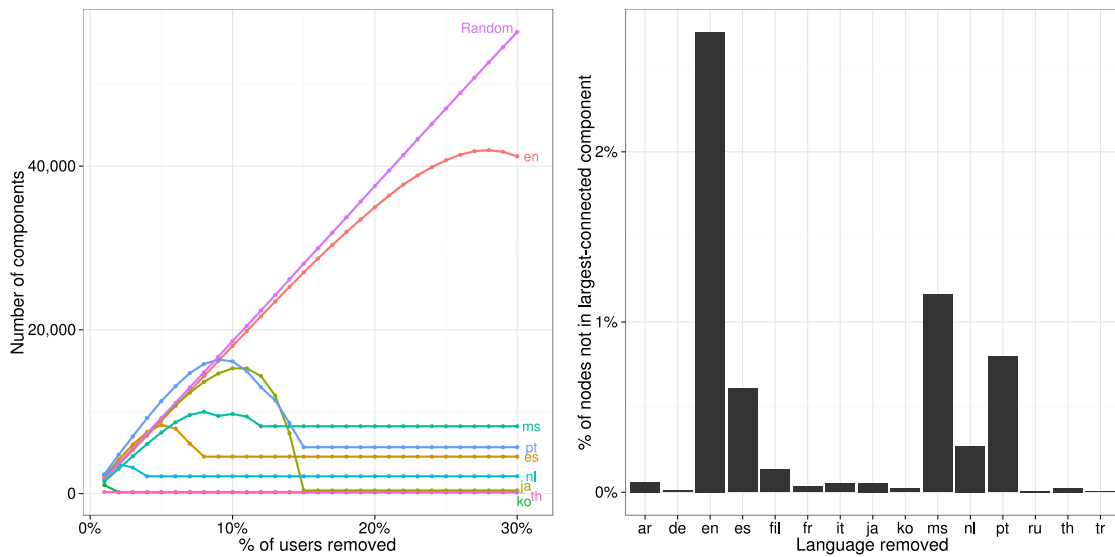 Random
en
ms
pt
es
nl
ja
th
ko
40,000
20,000
0
0%
10%
20%
30%
Number of components
% of users removed
% of nodes not in largest-connected component
2%
1%
0%
ar de en es fil fr it ja ko ms nl pt ru th tr
Language removed